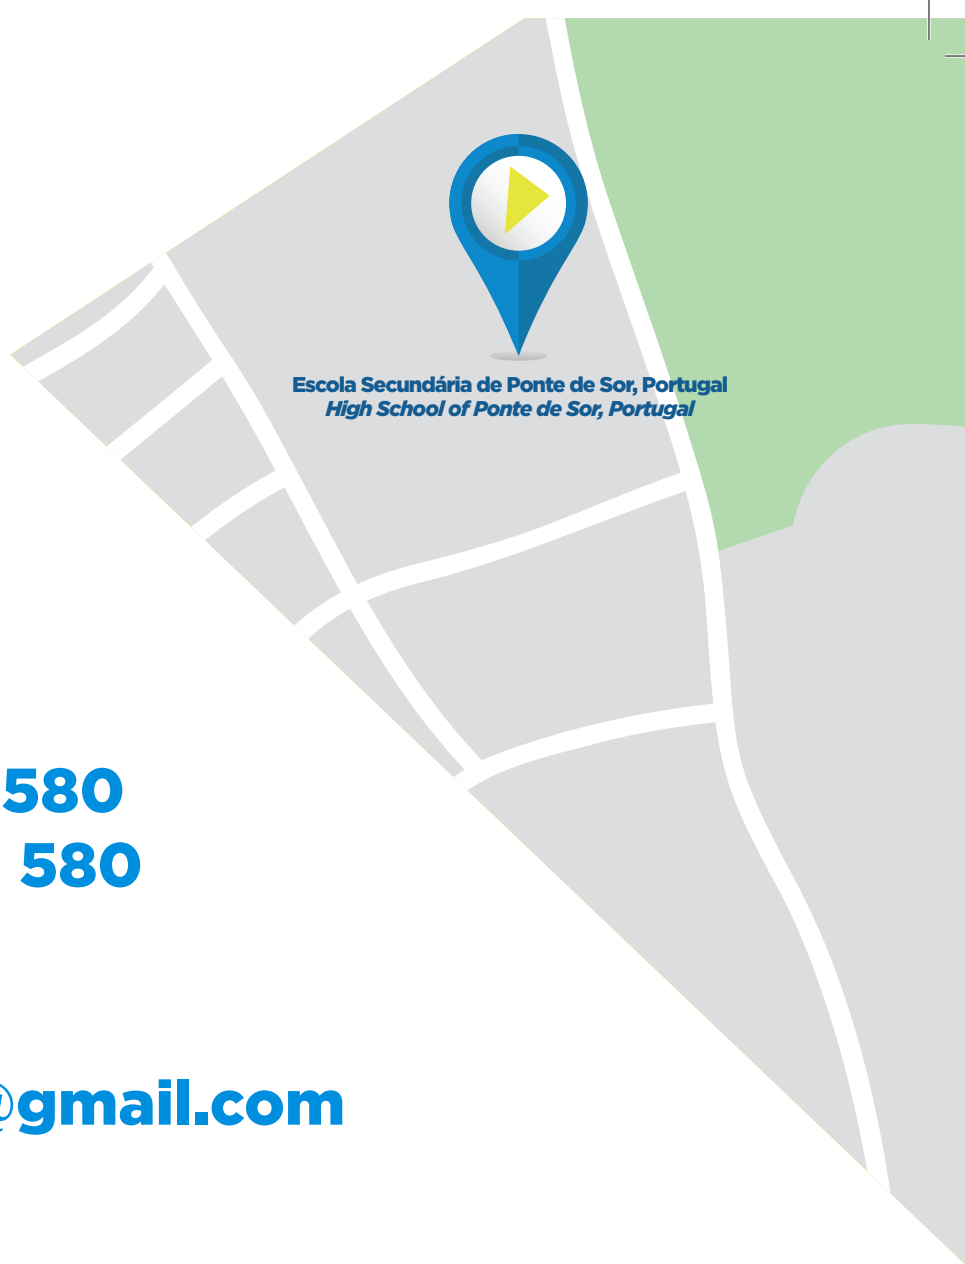 Escola Secundária de Ponte de Sor, Portugal
High School of Ponte de Sor, Portugal
580
580
@gmail.com